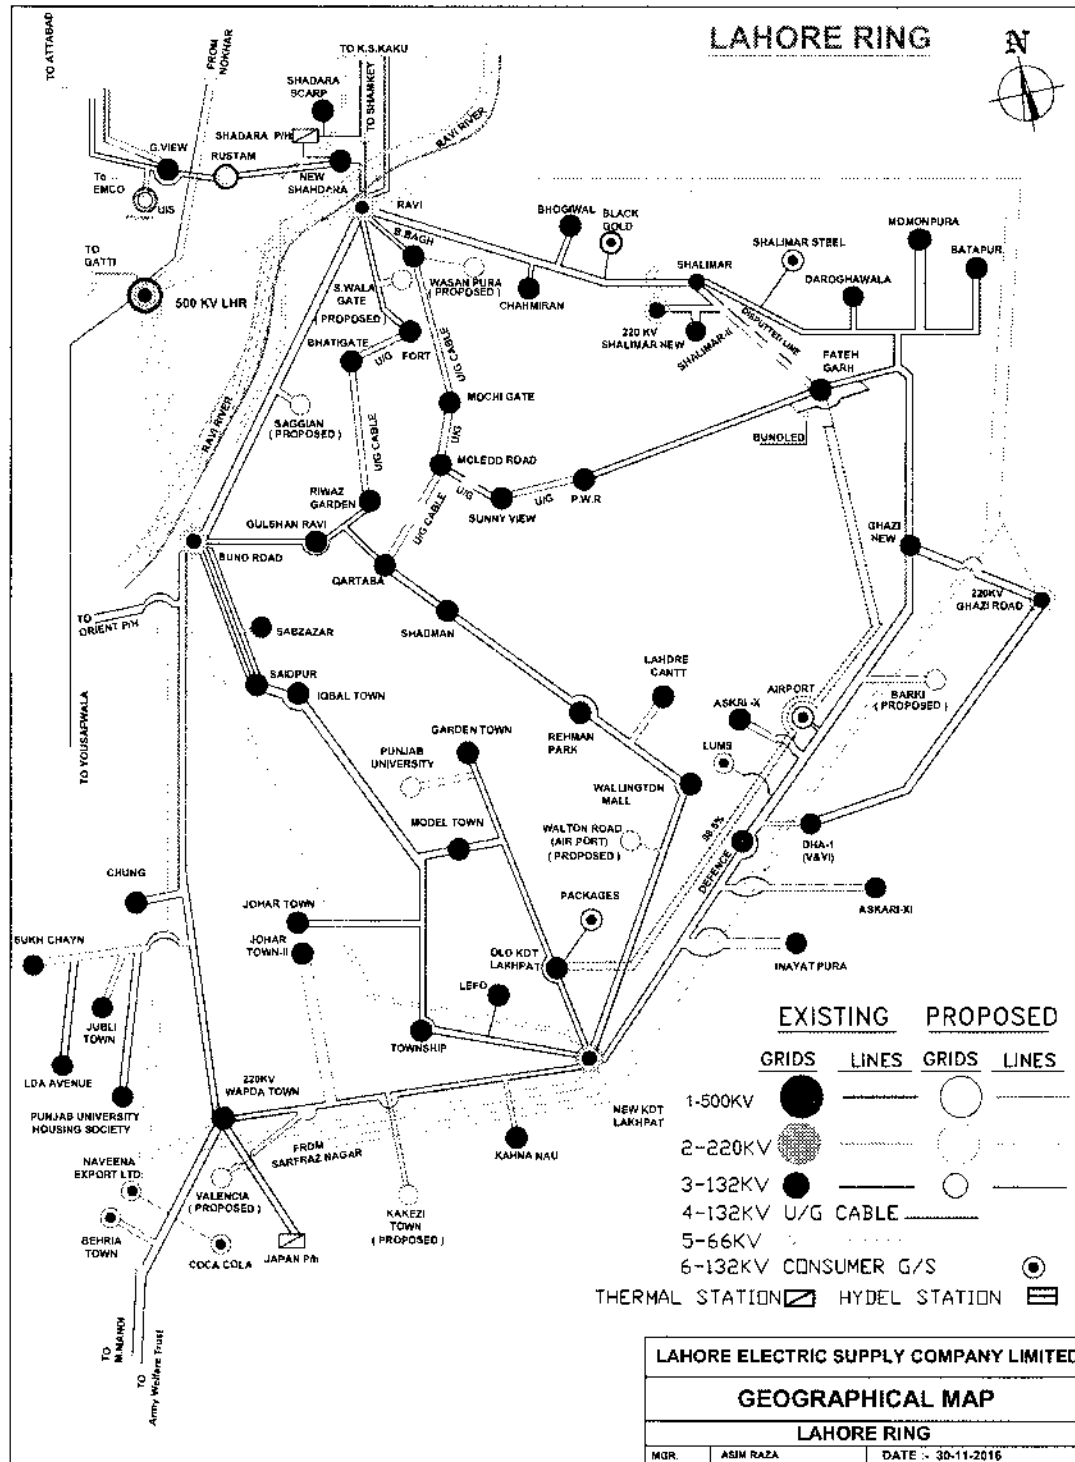 LAHORE RING
N
TO ATTABAD
FROM
NOKHAR
TO K.S.KAKU
TO SHAMKEY
SHADARA
SCARP
SHADARA P/H
RAVI RIVER
G.VIEW
RUSTAM
NEW
SHAHDARA
To
EMCO
UIS
RAVI
B.BAGH
BHOGIWAL
BLACK
GOLD
MOMONPURA
SHALIMAR STEEL
BATAPUR
TO
GATTI
500 KV LHR
S.WALA
GATE
(PROPOSED)
WASAN PURA
(PROPOSED)
CHAHMIRAN
SHALIMAR
DAROGHAWALA
220 KV
SHALIMAR NEW
SHALIMAR-II
DISPUTTED LINE
BHATIGATE
U/G
FORT
U/G CABLE
FATEH
GARH
MOCHI GATE
SAGGIAN
(PROPOSED)
RAVI RIVER
U/G CABLE
U/G
BUNDLED
MCLEOD ROAD
RIWAZ
GARDEN
U/G
SUNNY VIEW
U/G
P.W.R
U/G CABLE
GULSHAN RAVI
BUND ROAD
QARTABA
GHAZI
NEW
220KV
GHAZI ROAD
TO
ORIENT P/H
SHADMAN
SABZAZAR
SAIDPUR
IQBAL TOWN
LAHORE
CANTT
AIRPORT
ASKRI-X
BARKI
(PROPOSED)
TO YOUSAFWALA
GARDEN TOWN
REHMAN
PARK
PUNJAB
UNIVERSITY
LUMS
WALLINGTON
MALL
MODEL TOWN
WALTON ROAD
(AIR PORT)
(PROPOSED)
DEFENCE
DHA-1
(V&VI)
CHUNG
PACKAGES
ASKARI-XI
JOHAR TOWN
SUKH CHAYN
JOHAR
TOWN-II
OLD KOT
LAKHPAT
INAYAT PURA
LEFO
JUBLI
TOWN
TOWNSHIP
LDA AVENUE
220KV
WAPDA TOWN
PUNJAB UNIVERSITY
HOUSING SOCIETY
NEW KOT
LAKHPAT
FROM
SARFRAZ NAGAR
KAHNA NAU
NAVEENA
EXPORT LTD.
VALENCIA
(PROPOSED)
KAKEZI
TOWN
(PROPOSED)
BEHRIA
TOWN
COCA COLA
JAPAN P/h
TO
M.MANDI
TO
Army Welfare Trust
EXISTING PROPOSED
GRIDS LINES GRIDS LINES
1-500KV
2-220KV
3-132KV
4-132KV U/G CABLE
5-66KV
6-132KV CONSUMER G/S
THERMAL STATION HYDEL STATION
LAHORE ELECTRIC SUPPLY COMPANY LIMITED
GEOGRAPHICAL MAP
LAHORE RING
MGR. ASIM RAZA DATE :- 30-11-2016